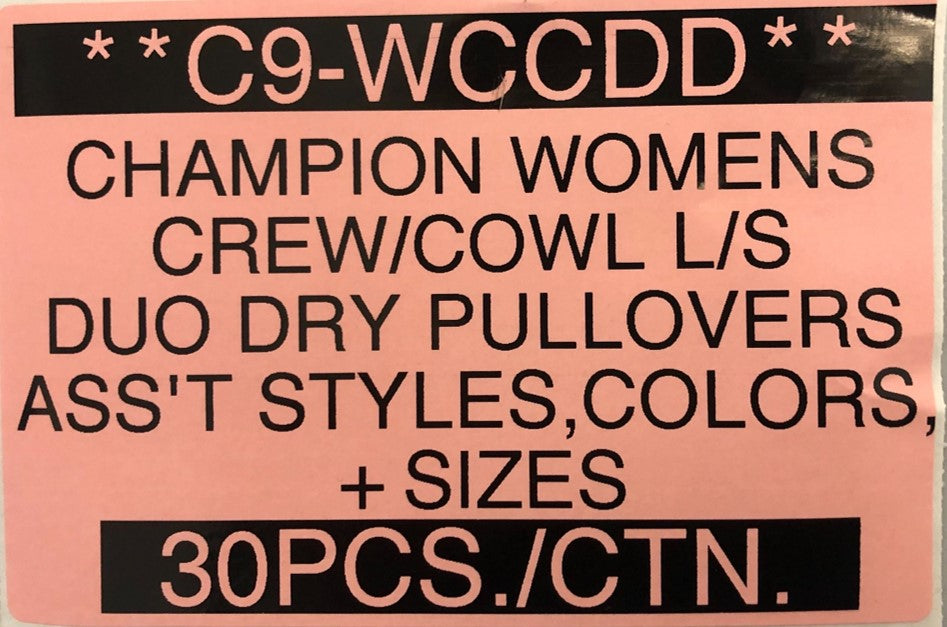 **C9-WCCDD**
CHAMPION WOMENS
CREW/COWL L/S
DUO DRY PULLOVERS
ASS'T STYLES,COLORS,
+ SIZES
30PCS./CTN.